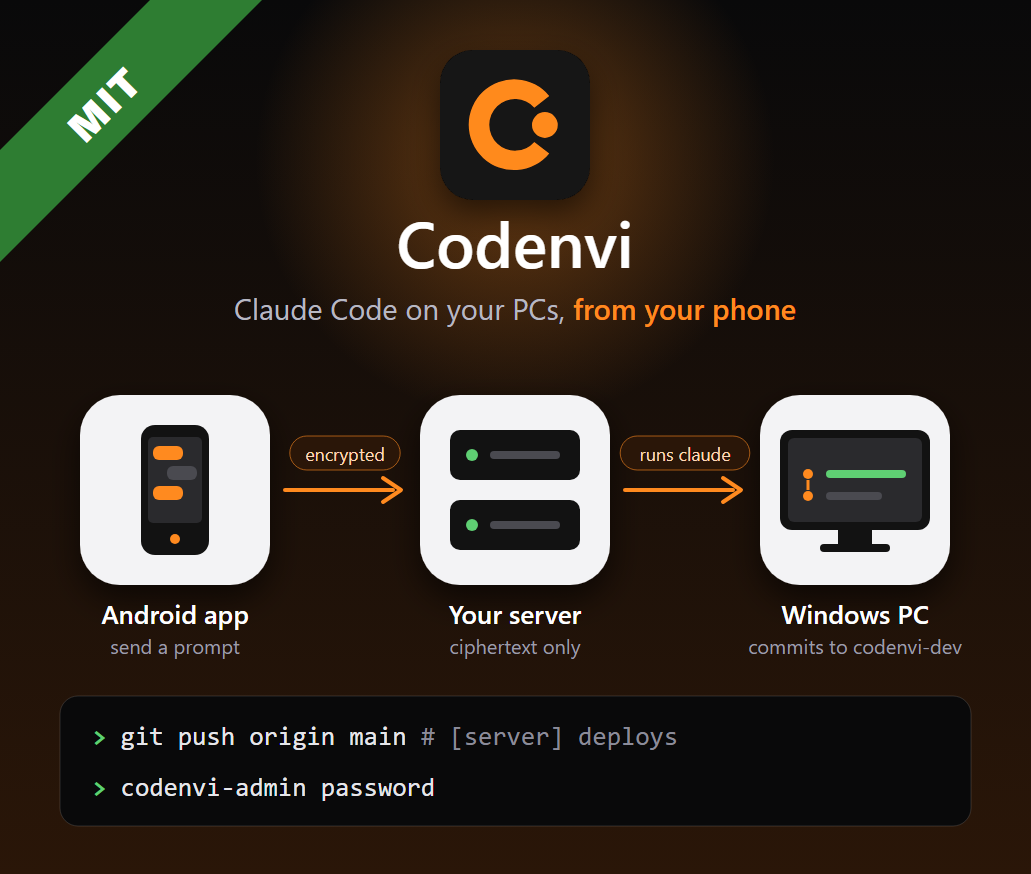 MIT
Codenvi
Claude Code on your PCs, from your phone
encrypted
runs claude
Android app
send a prompt
Your server
ciphertext only
Windows PC
commits to codenvi-dev
> git push origin main # [server] deploys
> codenvi-admin password